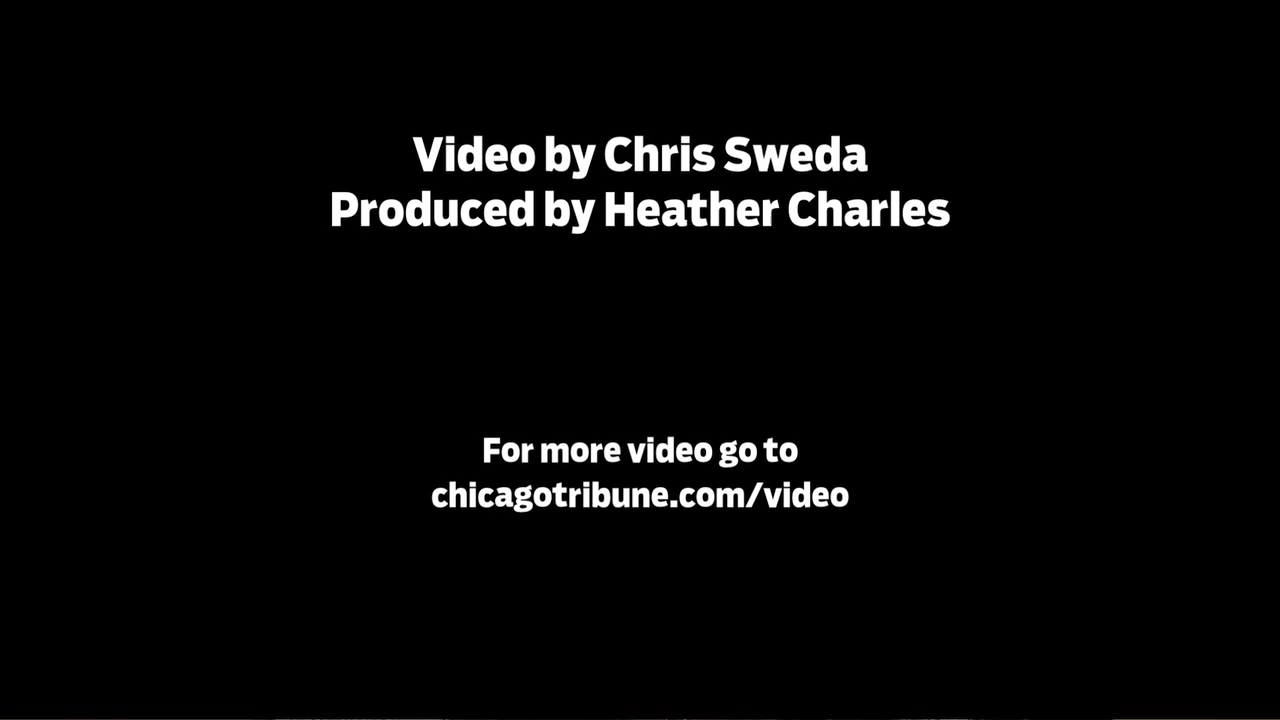 Video by Chris Sweda
Produced by Heather Charles
For more video go to
chicagotribune.com/video